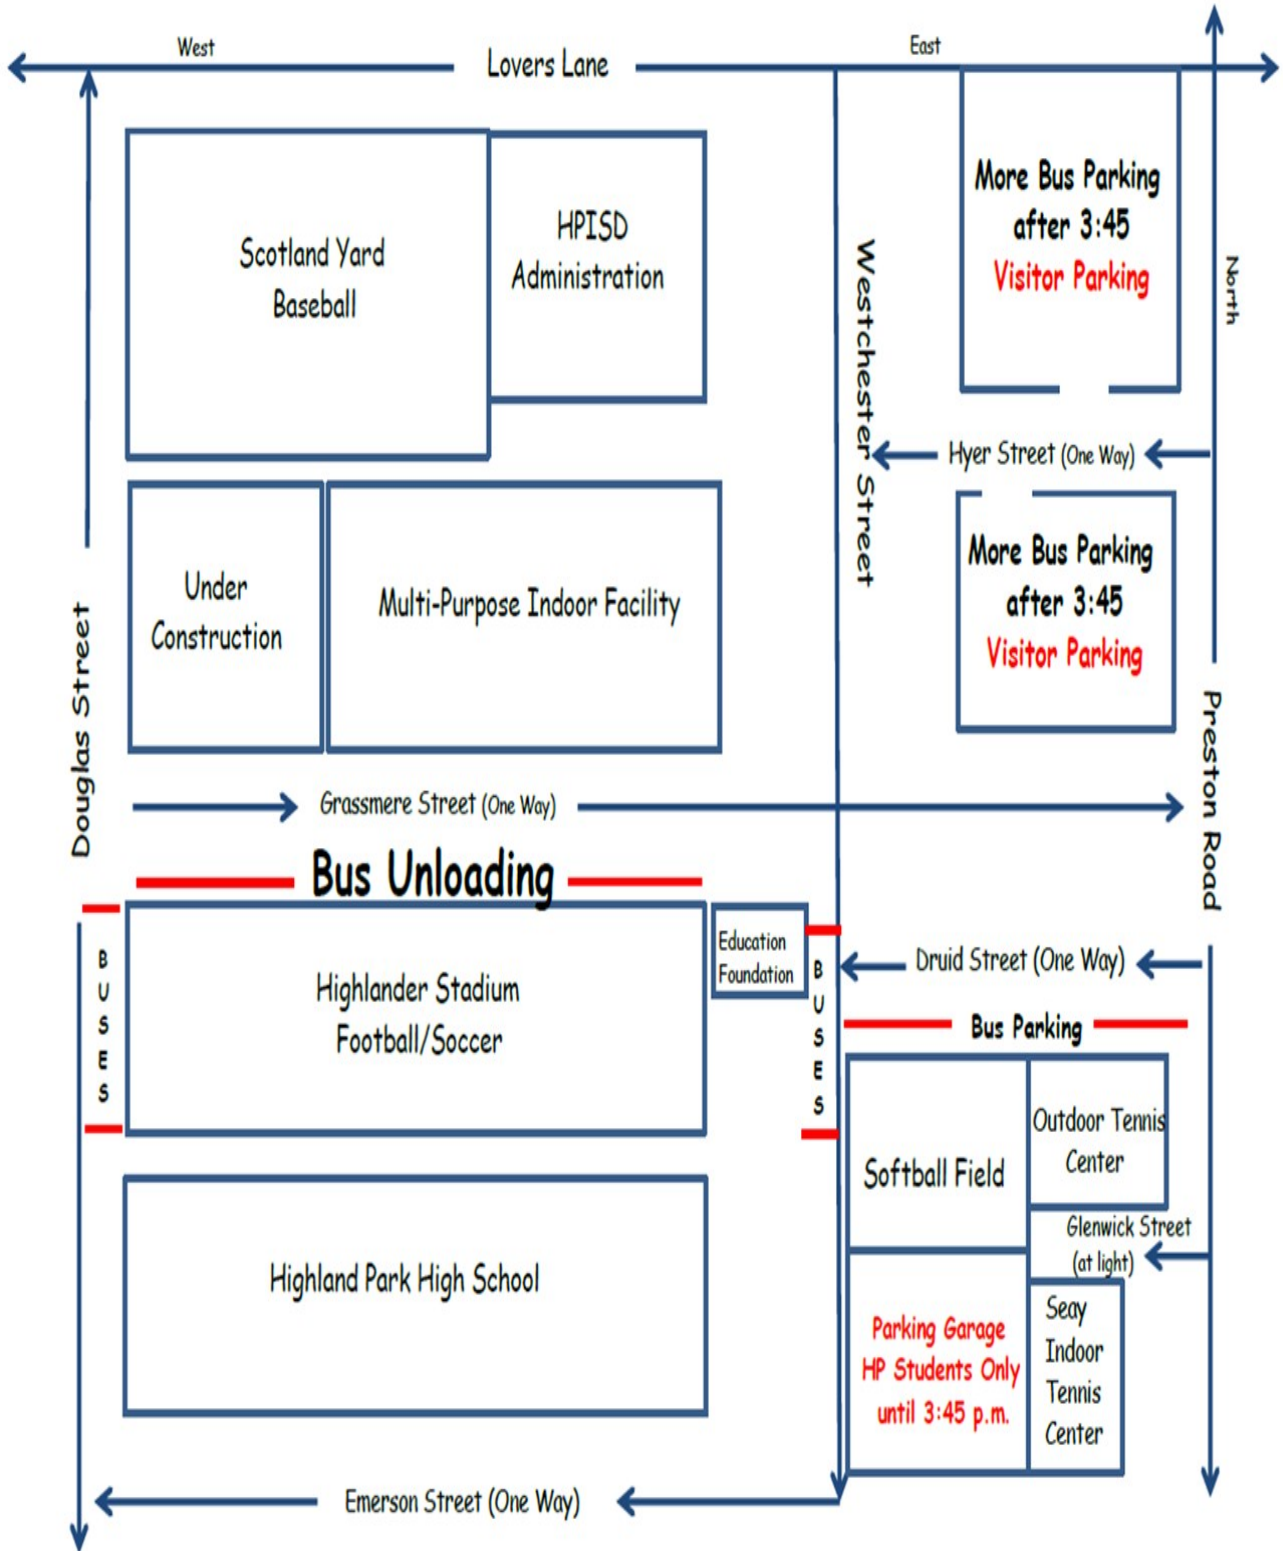 West
Lovers Lane
East
Scotland Yard
Baseball
HPISD
Administration
More Bus Parking
after 3:45
Visitor Parking
Westchester Street
North
Hyer Street (One Way)
Under
Construction
Multi-Purpose Indoor Facility
More Bus Parking
after 3:45
Visitor Parking
Douglas Street
Preston Road
Grassmere Street (One Way)
Bus Unloading
BUSES
Highlander Stadium
Football/Soccer
Education
Foundation
BUSES
Druid Street (One Way)
Bus Parking
Softball Field
Outdoor Tennis
Center
Glenwick Street
(at light)
Highland Park High School
Parking Garage
HP Students Only
until 3:45 p.m.
Seay
Indoor
Tennis
Center
Emerson Street (One Way)